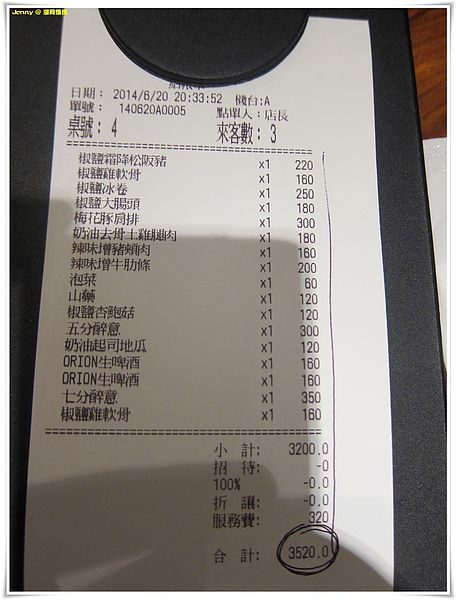 Jenny @ 燒肉
日期: 2014/6/20 20:33:52 機台:A
單號: 140620A0005 點單人:店長
桌號: 4 來客數: 3
椒鹽霜降松阪豬 x1 220
椒鹽雞軟骨 x1 160
椒鹽冰卷 x1 250
椒鹽大腸頭 x1 180
梅花豚肩排 x1 300
奶油去骨土雞腿肉 x1 180
辣味增豬頰肉 x1 160
辣味增牛肋條 x1 200
泡菜 x1 60
山藥 x1 120
椒鹽杏鮑菇 x1 120
五分醉意 x1 300
奶油起司地瓜 x1 120
ORION生啤酒 x1 160
ORION生啤酒 x1 160
七分醉意 x1 350
椒鹽雞軟骨 x1 160
小 計: 3200.0
招 待: -0
100% -0.0
折 讓: -0.0
服務費: 320
合 計: 3520.0